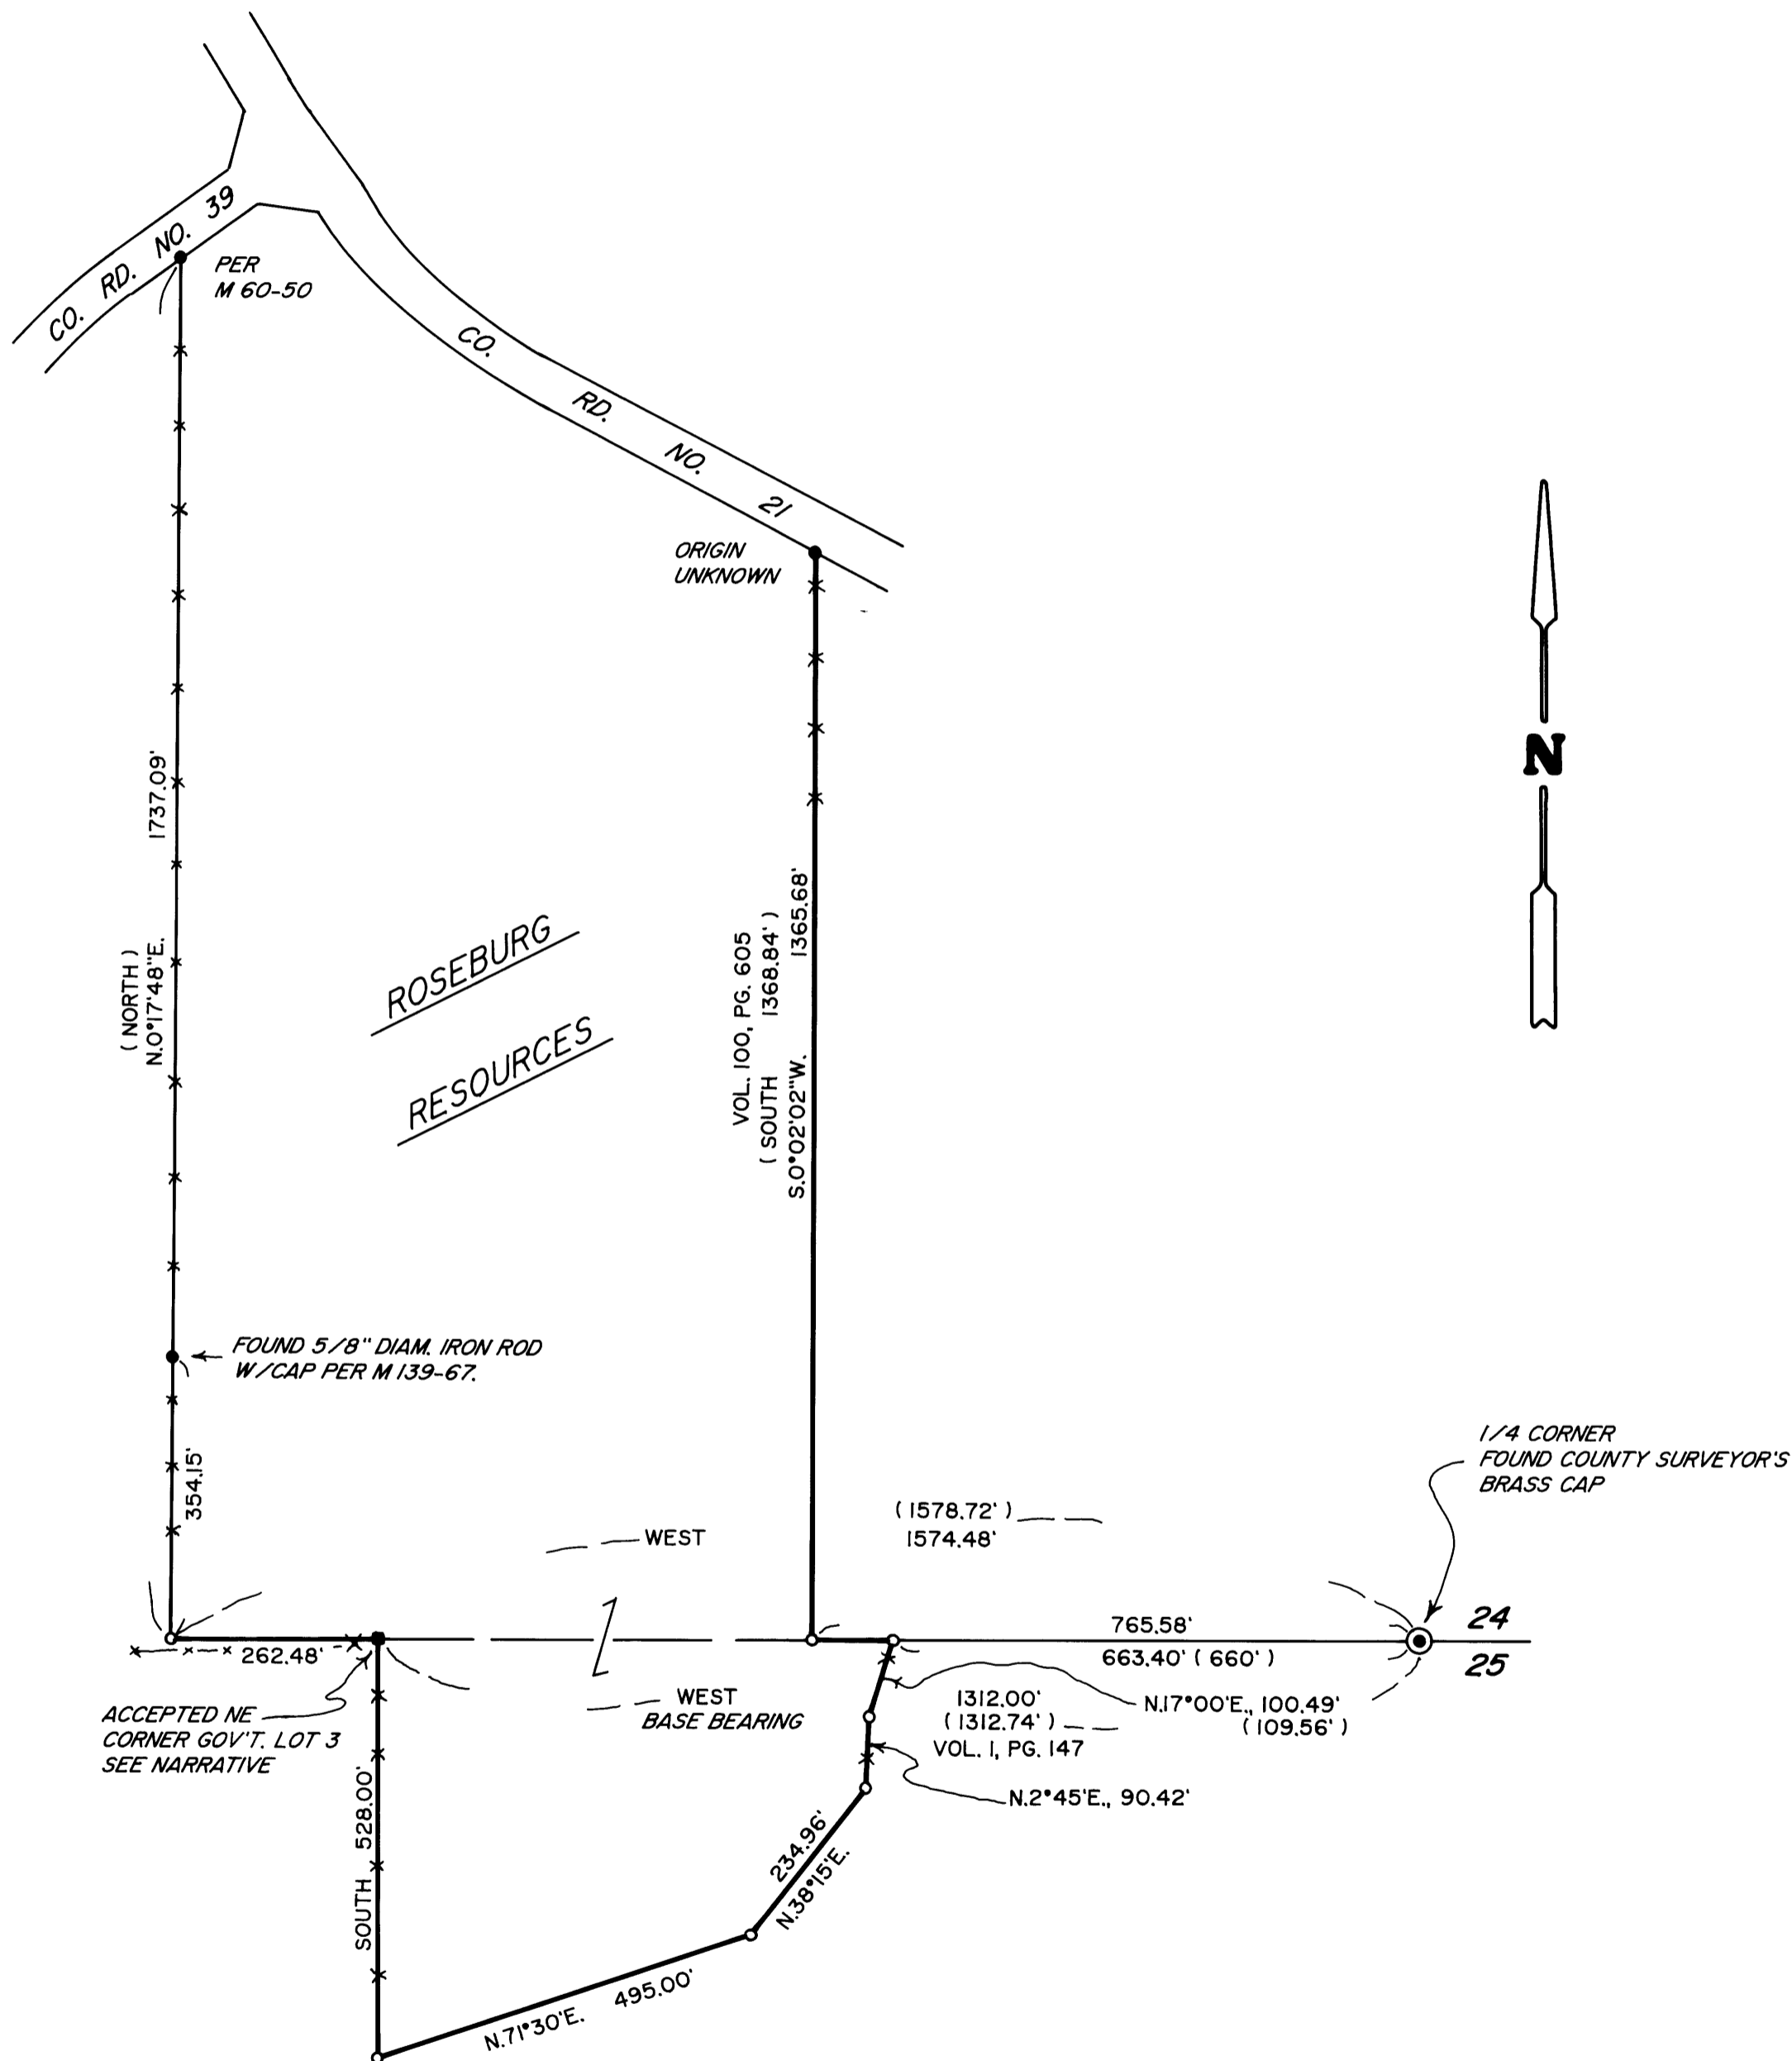 CO. RD. NO. 39
PER
M 60-50
CO. RD. NO. 21
ORIGIN
UNKNOWN
N
1737.09'
( NORTH )
N.0°17'48"E.
VOL. 100, PG. 605
( SOUTH 1368.84' )
S.0°02'02"W. 1365.68'
ROSEBURG
RESOURCES
FOUND 5/8" DIAM. IRON ROD
W/CAP PER M 139-67.
354.15'
1/4 CORNER
FOUND COUNTY SURVEYOR'S
BRASS CAP
( 1578.72' )
1574.48'
WEST
765.58'
24
262.48'
663.40' ( 660' )
25
WEST
BASE BEARING
1312.00'
( 1312.74' )
VOL. 1, PG. 147
N.17°00'E., 100.49'
( 109.56' )
ACCEPTED NE
CORNER GOV'T. LOT 3
SEE NARRATIVE
N.2°45'E., 90.42'
SOUTH 528.00'
234.96'
N.38°15'E.
N.71°30'E. 495.00'